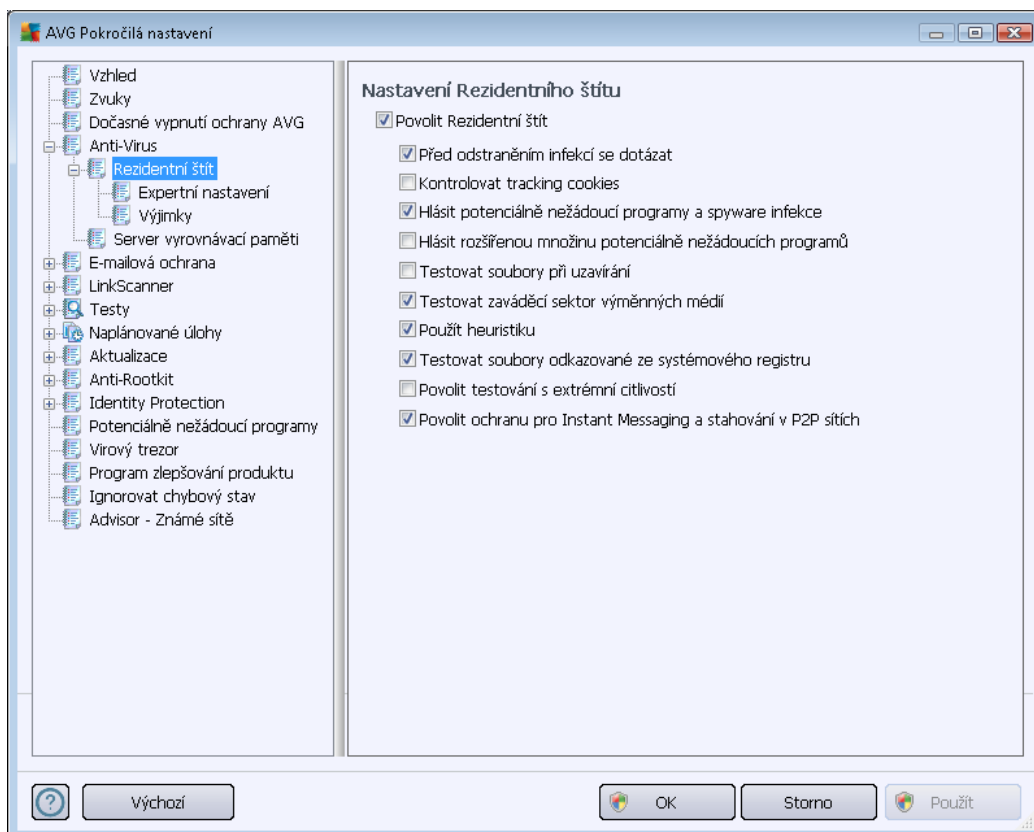 AVG Pokročilá nastavení
Vzhled
Zvuky
Dočasné vypnutí ochrany AVG
Anti-Virus
Rezidentní štít
Expertní nastavení
Výjimky
Server vyrovnávací paměti
E-mailová ochrana
LinkScanner
Testy
Naplánované úlohy
Aktualizace
Anti-Rootkit
Identity Protection
Potenciálně nežádoucí programy
Virový trezor
Program zlepšování produktu
Ignorovat chybový stav
Advisor - Známé sítě
Nastavení Rezidentního štítu
Povolit Rezidentní štít
Před odstraněním infekcí se dotázat
Kontrolovat tracking cookies
Hlásit potenciálně nežádoucí programy a spyware infekce
Hlásit rozšířenou množinu potenciálně nežádoucích programů
Testovat soubory při uzavírání
Testovat zaváděcí sektor výměnných médií
Použít heuristiku
Testovat soubory odkazované ze systémového registru
Povolit testování s extrémní citlivostí
Povolit ochranu pro Instant Messaging a stahování v P2P sítích
Výchozí
OK
Storno
Použít